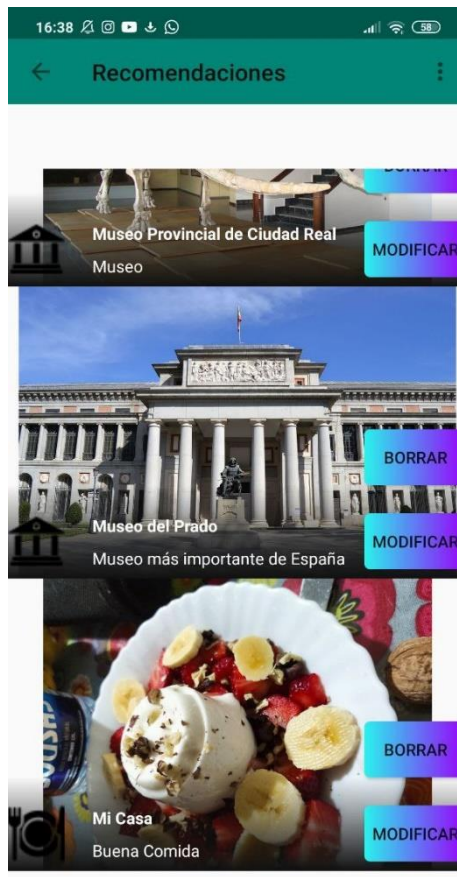 16:38
58
Recomendaciones
BORRAR
Museo Provincial de Ciudad Real
MODIFICAR
Museo
BORRAR
Museo del Prado
MODIFICAR
Museo más importante de España
BORRAR
Mi Casa
MODIFICAR
Buena Comida